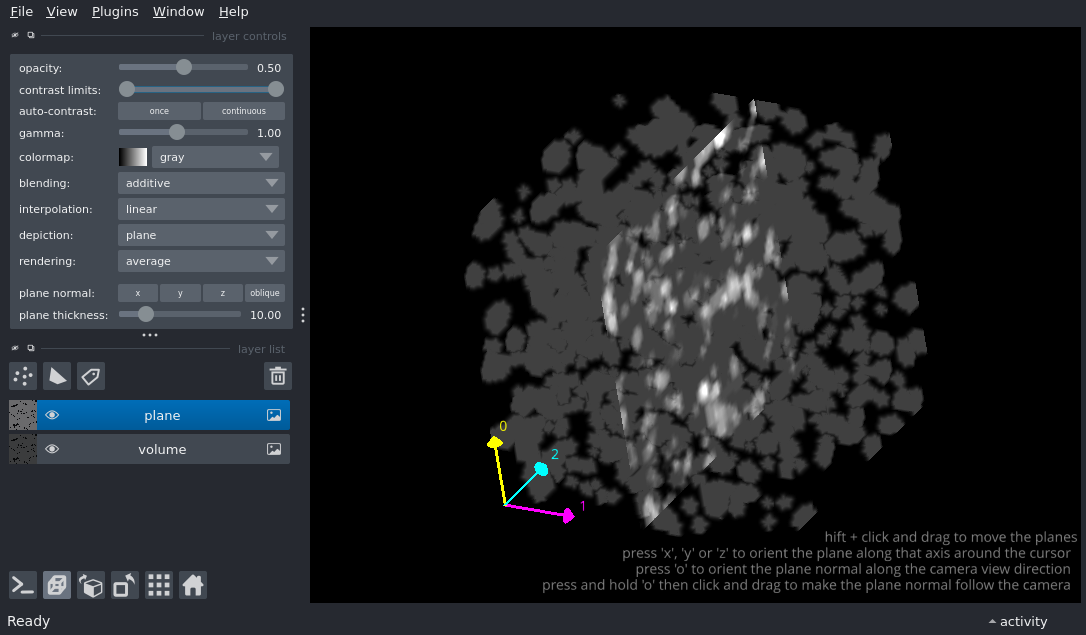 File View Plugins Window Help
layer controls
opacity: 0.50
contrast limits:
auto-contrast: once continuous
gamma: 1.00
colormap: gray
blending: additive
interpolation: linear
depiction: plane
rendering: average
plane normal: x y z oblique
plane thickness: 10.00
layer list
plane
volume
0
2
1
hift + click and drag to move the planes
press 'x', 'y' or 'z' to orient the plane along that axis around the cursor
press 'o' to orient the plane normal along the camera view direction
press and hold 'o' then click and drag to make the plane normal follow the camera
Ready activity